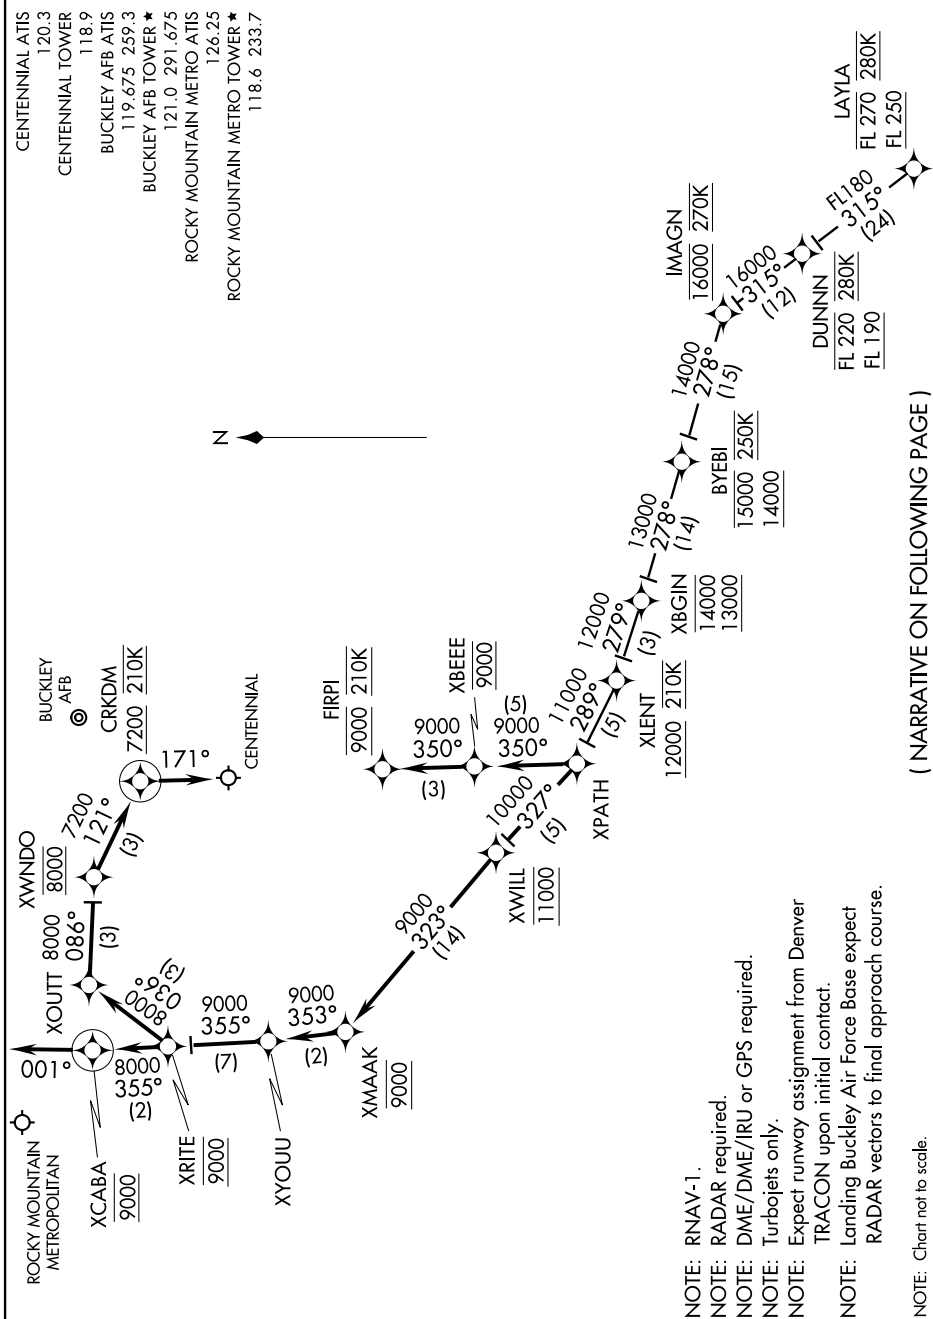 CENTENNIAL ATIS
120.3
CENTENNIAL TOWER
118.9
BUCKLEY AFB ATIS
119.675 259.3
BUCKLEY AFB TOWER ★
121.0 291.675
ROCKY MOUNTAIN METRO ATIS
126.25
ROCKY MOUNTAIN METRO TOWER ★
118.6 233.7
ROCKY MOUNTAIN
METROPOLITAN
001°
XCABA
9000
8000
355°
(2)
XRITE
9000
8000
036°
(3)
XOUTT
8000
086°
(3)
XWNDO
8000
7200
121°
(3)
BUCKLEY
AFB
CRKDM
7200 210K
171°
CENTENNIAL
N
9000
355°
(7)
XYOUU
9000
353°
(2)
XMAAK
9000
9000
323°
(14)
XWILL
11000
10000
327°
(5)
XPATH
FIRPI
9000 210K
9000
350°
(3)
XBEEE
9000
(5)
9000
350°
11000
289°
(5)
XLENT
12000 210K
12000
279°
(3)
XBGIN
14000
13000
13000
278°
(14)
BYEBI
15000 250K
14000
14000
278°
(15)
IMAGN
16000 270K
16000
315°
(12)
DUNNN
FL 220 280K
FL 190
FL180
315°
(24)
LAYLA
FL 270 280K
FL 250
NOTE: RNAV-1.
NOTE: RADAR required.
NOTE: DME/DME/IRU or GPS required.
NOTE: Turbojets only.
NOTE: Expect runway assignment from Denver
TRACON upon initial contact.
NOTE: Landing Buckley Air Force Base expect
RADAR vectors to final approach course.
NOTE: Chart not to scale.
( NARRATIVE ON FOLLOWING PAGE )